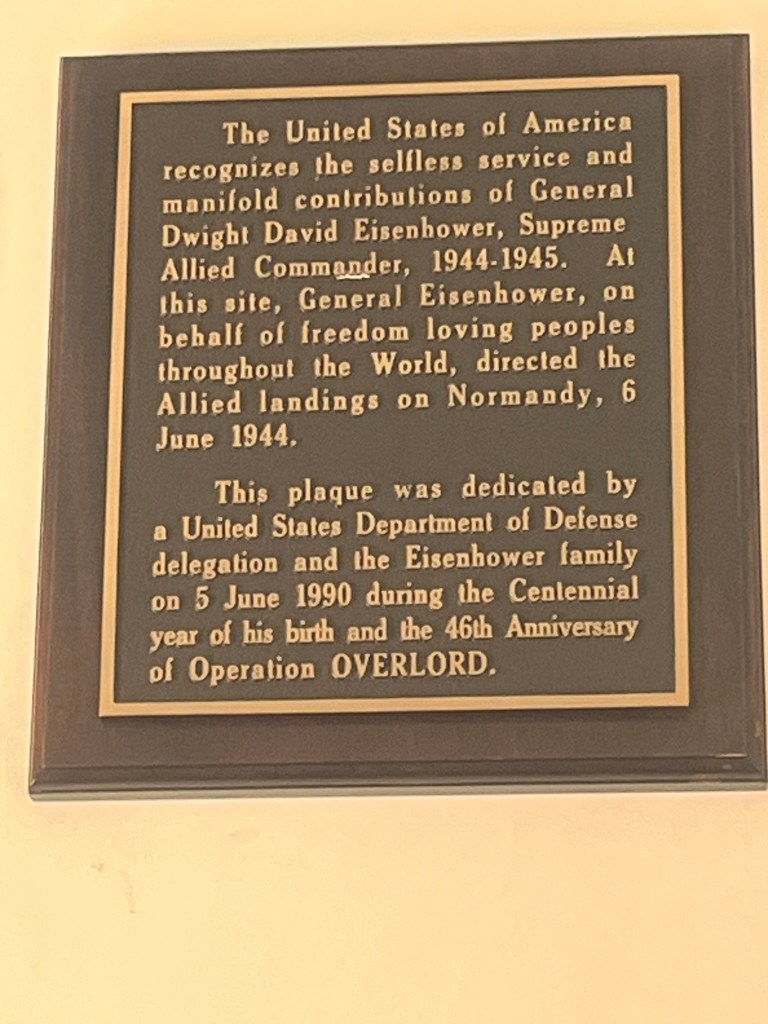 The United States of America
recognizes the selfless service and
manifold contributions of General
Dwight David Eisenhower, Supreme
Allied Commander, 1944-1945. At
this site, General Eisenhower, on
behalf of freedom loving peoples
throughout the World, directed the
Allied landings on Normandy, 6
June 1944.
This plaque was dedicated by
a United States Department of Defense
delegation and the Eisenhower family
on 5 June 1990 during the Centennial
year of his birth and the 46th Anniversary
of Operation OVERLORD.